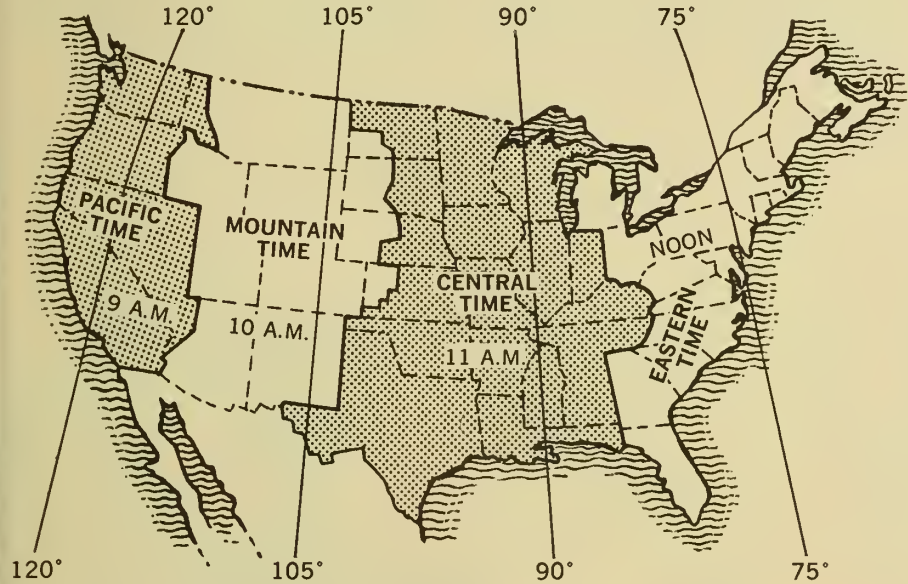 120°
105°
90°
75°
PACIFIC
TIME
9 A.M.
MOUNTAIN
TIME
10 A.M.
CENTRAL
TIME
11 A.M.
NOON
EASTERN
TIME
120°
105°
90°
75°